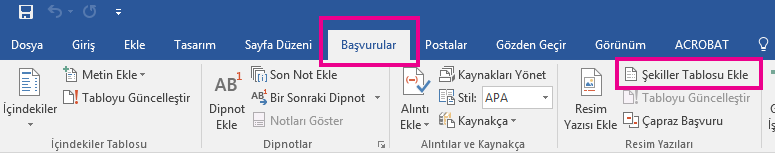 Dosya Giriş Ekle Tasarım Sayfa Düzeni Başvurular Postalar Gözden Geçir Görünüm ACROBAT
İçindekiler
Metin Ekle
Tabloyu Güncelleştir
İçindekiler Tablosu
AB1
Dipnot Ekle
Son Not Ekle
AB1 Bir Sonraki Dipnot
Notları Göster
Dipnotlar
Alıntı Ekle
Kaynakları Yönet
Stil: APA
Kaynakça
Alıntılar ve Kaynakça
Resim Yazısı Ekle
Şekiller Tablosu Ekle
Tabloyu Güncelleştir
Çapraz Başvuru
Resim Yazıları